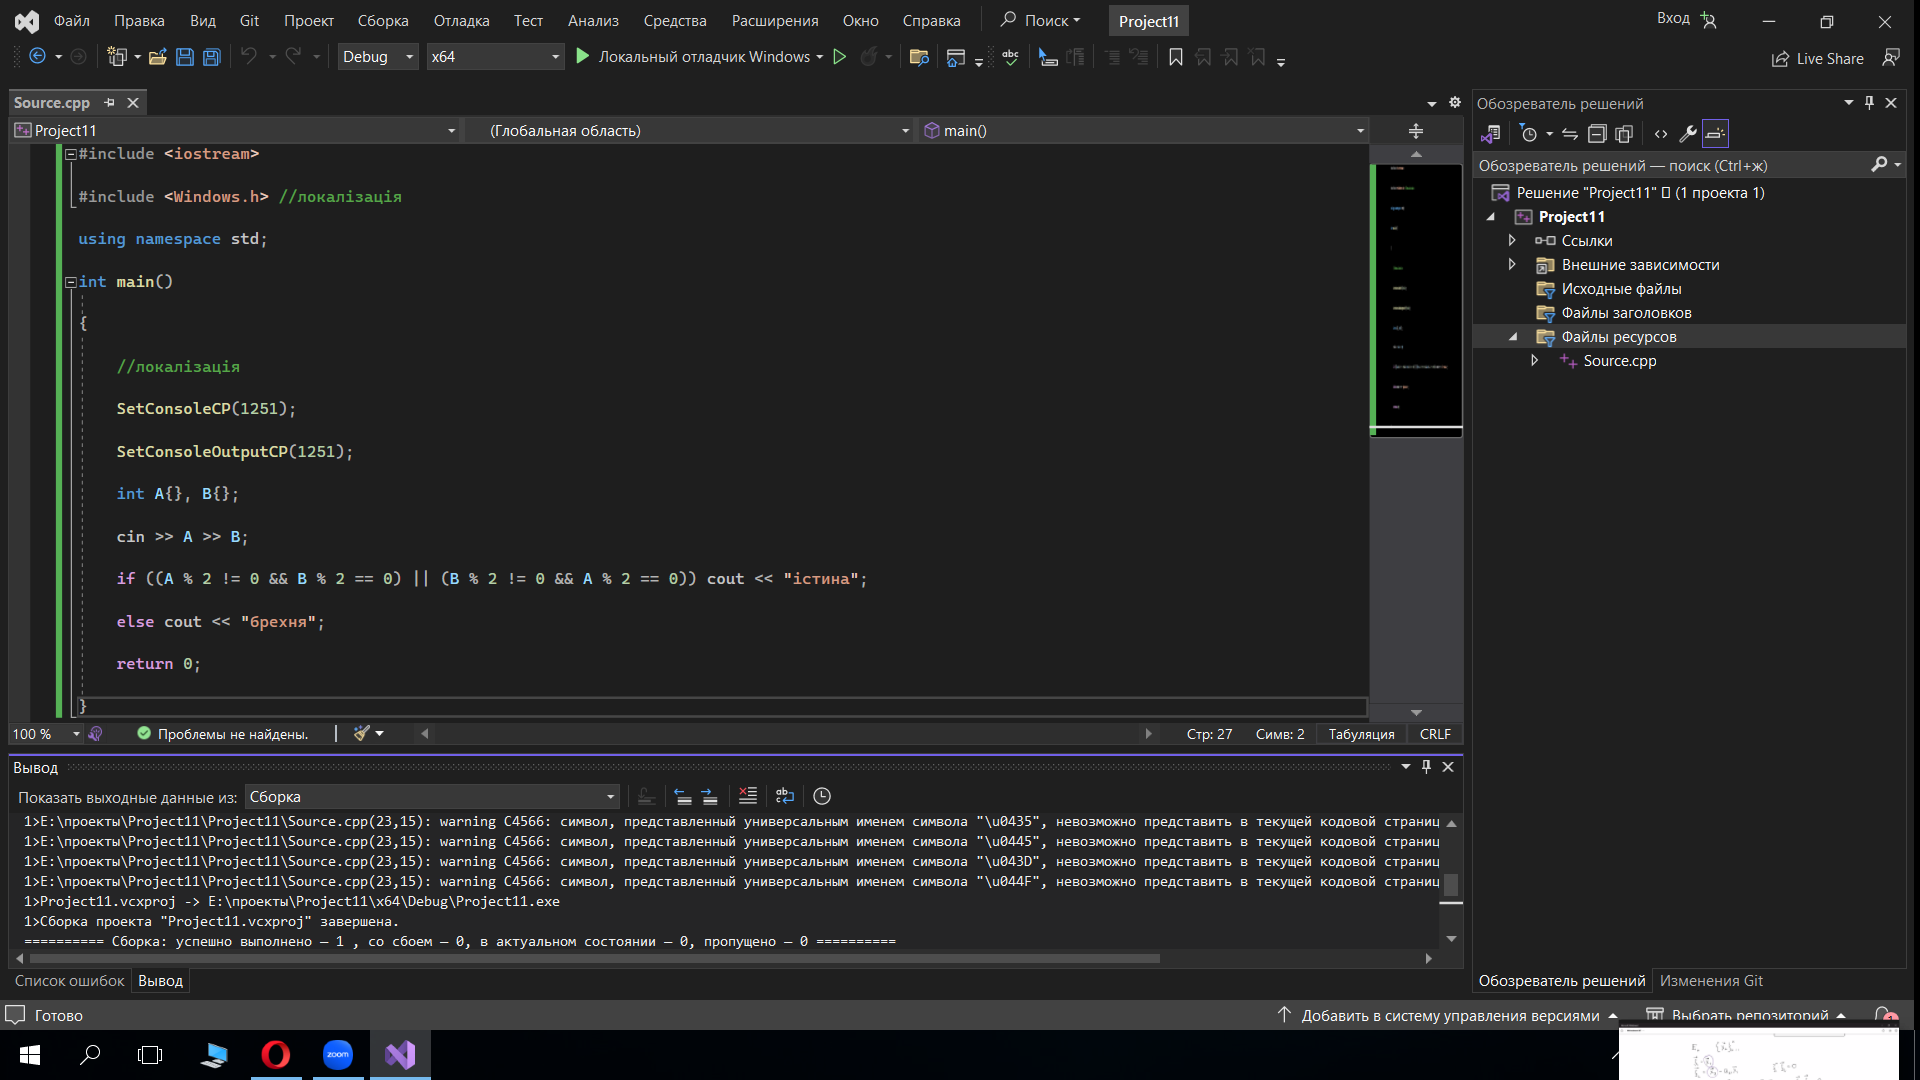 Файл Правка Вид Git Проект Сборка Отладка Тест Анализ Средства Расширения Окно Справка Поиск Project11 Вход
Debug x64 Локальный отладчик Windows Live Share
Source.cpp
Project11 (Глобальная область) main()
#include <iostream>
#include <Windows.h> //локалізація
using namespace std;
int main()
{
//локалізація
SetConsoleCP(1251);
SetConsoleOutputCP(1251);
int A{}, B{};
cin >> A >> B;
if ((A % 2 != 0 && B % 2 == 0) || (B % 2 != 0 && A % 2 == 0)) cout << "істина";
else cout << "брехня";
return 0;
}
100 % Проблемы не найдены. Стр: 27 Симв: 2 Табуляция CRLF
Вывод
Показать выходные данные из: Сборка
1>E:\проекты\Project11\Project11\Source.cpp(23,15): warning C4566: символ, представленный универсальным именем символа "\u0435", невозможно представить в текущей кодовой страниц
1>E:\проекты\Project11\Project11\Source.cpp(23,15): warning C4566: символ, представленный универсальным именем символа "\u0445", невозможно представить в текущей кодовой страниц
1>E:\проекты\Project11\Project11\Source.cpp(23,15): warning C4566: символ, представленный универсальным именем символа "\u043D", невозможно представить в текущей кодовой страниц
1>E:\проекты\Project11\Project11\Source.cpp(23,15): warning C4566: символ, представленный универсальным именем символа "\u044F", невозможно представить в текущей кодовой страниц
1>Project11.vcxproj -> E:\проекты\Project11\x64\Debug\Project11.exe
1>Сборка проекта "Project11.vcxproj" завершена.
========== Сборка: успешно выполнено — 1 , со сбоем — 0, в актуальном состоянии — 0, пропущено — 0 ==========
Список ошибок Вывод
Обозреватель решений
Обозреватель решений — поиск (Ctrl+ж)
Решение "Project11" (1 проекта 1)
Project11
Ссылки
Внешние зависимости
Исходные файлы
Файлы заголовков
Файлы ресурсов
Source.cpp
Обозреватель решений Изменения Git
Готово Добавить в систему управления версиями Выбрать репозиторий
zoom